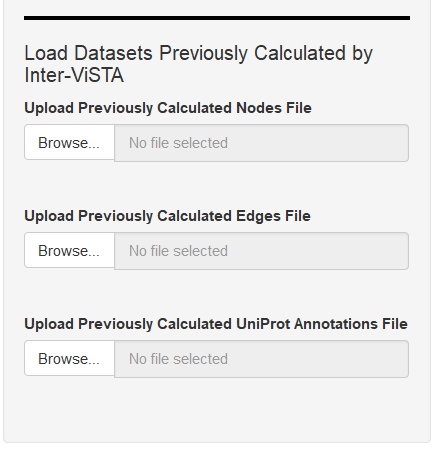 Load Datasets Previously Calculated by
Inter-ViSTA
Upload Previously Calculated Nodes File
Browse... No file selected
Upload Previously Calculated Edges File
Browse... No file selected
Upload Previously Calculated UniProt Annotations File
Browse... No file selected